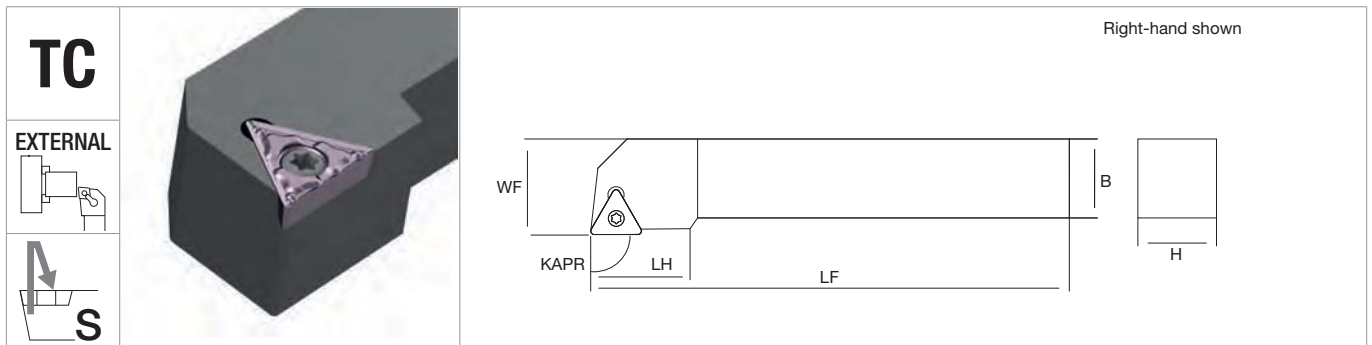 TC
EXTERNAL
S
Right-hand shown
WF
B
KAPR
LH
LF
H